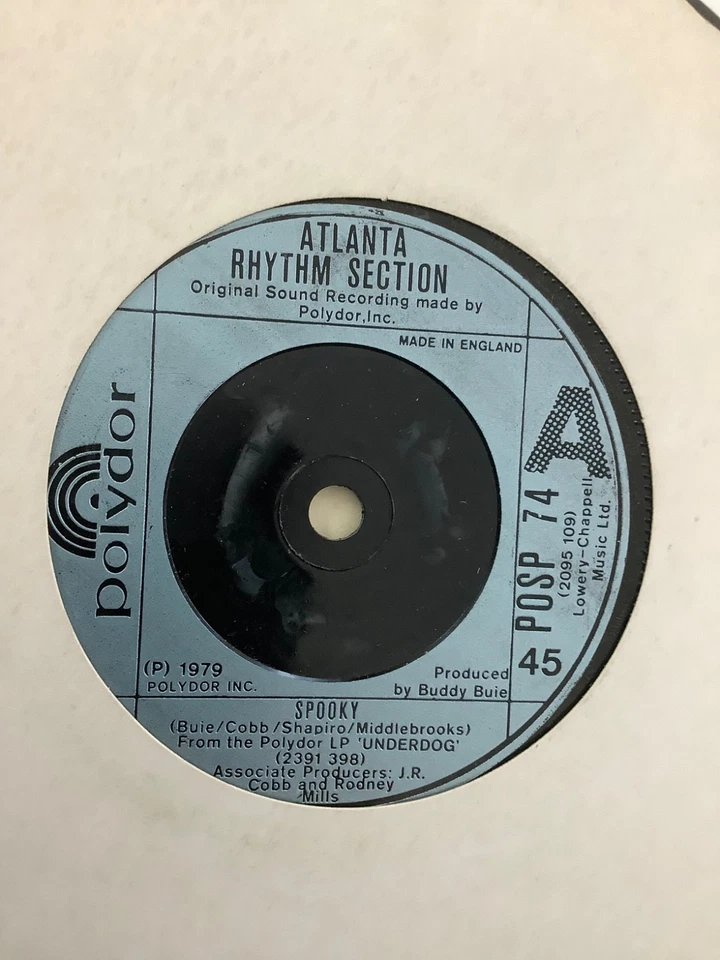 ATLANTA
RHYTHM SECTION
Original Sound Recording made by
Polydor,Inc.
MADE IN ENGLAND
polydor
A
POSP 74
(2095 109)
Lowery-Chappell
Music Ltd.
45
(P) 1979
POLYDOR INC.
Produced
by Buddy Buie
SPOOKY
(Buie/Cobb/Shapiro/Middlebrooks)
From the Polydor LP 'UNDERDOG'
(2391 398)
Associate Producers: J.R.
Cobb and Rodney
Mills